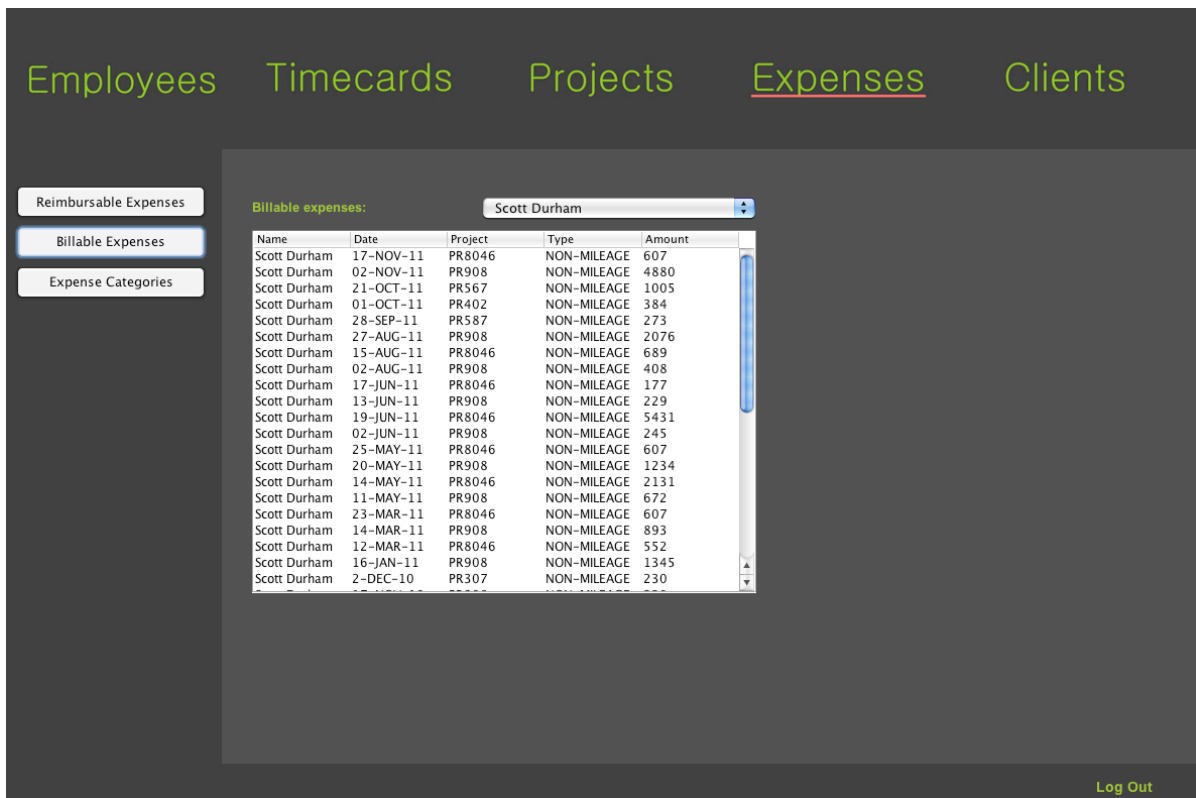 Employees Timecards Projects Expenses Clients
Reimbursable Expenses
Billable Expenses
Expense Categories
Billable expenses: Scott Durham
Name Date Project Type Amount
Scott Durham 17-NOV-11 PR8046 NON-MILEAGE 607
Scott Durham 02-NOV-11 PR908 NON-MILEAGE 4880
Scott Durham 21-OCT-11 PR567 NON-MILEAGE 1005
Scott Durham 01-OCT-11 PR402 NON-MILEAGE 384
Scott Durham 28-SEP-11 PR587 NON-MILEAGE 273
Scott Durham 27-AUG-11 PR908 NON-MILEAGE 2076
Scott Durham 15-AUG-11 PR8046 NON-MILEAGE 689
Scott Durham 02-AUG-11 PR908 NON-MILEAGE 408
Scott Durham 17-JUN-11 PR8046 NON-MILEAGE 177
Scott Durham 13-JUN-11 PR908 NON-MILEAGE 229
Scott Durham 19-JUN-11 PR8046 NON-MILEAGE 5431
Scott Durham 02-JUN-11 PR908 NON-MILEAGE 245
Scott Durham 25-MAY-11 PR8046 NON-MILEAGE 607
Scott Durham 20-MAY-11 PR908 NON-MILEAGE 1234
Scott Durham 14-MAY-11 PR8046 NON-MILEAGE 2131
Scott Durham 11-MAY-11 PR908 NON-MILEAGE 672
Scott Durham 23-MAR-11 PR8046 NON-MILEAGE 607
Scott Durham 14-MAR-11 PR908 NON-MILEAGE 893
Scott Durham 12-MAR-11 PR8046 NON-MILEAGE 552
Scott Durham 16-JAN-11 PR908 NON-MILEAGE 1345
Scott Durham 2-DEC-10 PR307 NON-MILEAGE 230
Log Out